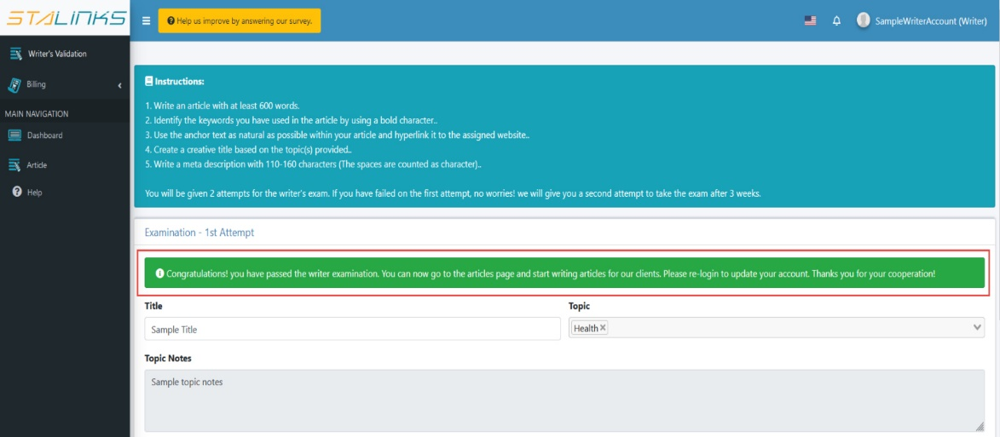 STALINKS
Help us improve by answering our survey.
SampleWriterAccount (Writer)
Writer's Validation
Billing
MAIN NAVIGATION
Dashboard
Article
Help
Instructions:
1. Write an article with at least 600 words.
2. Identify the keywords you have used in the article by using a bold character..
3. Use the anchor text as natural as possible within your article and hyperlink it to the assigned website..
4. Create a creative title based on the topic(s) provided..
5. Write a meta description with 110-160 characters (The spaces are counted as character)..
You will be given 2 attempts for the writer's exam. If you have failed on the first attempt, no worries! we will give you a second attempt to take the exam after 3 weeks.
Examination - 1st Attempt
Congratulations! you have passed the writer examination. You can now go to the articles page and start writing articles for our clients. Please re-login to update your account. Thanks you for your cooperation!
Title
Topic
Sample Title
Health
Topic Notes
Sample topic notes